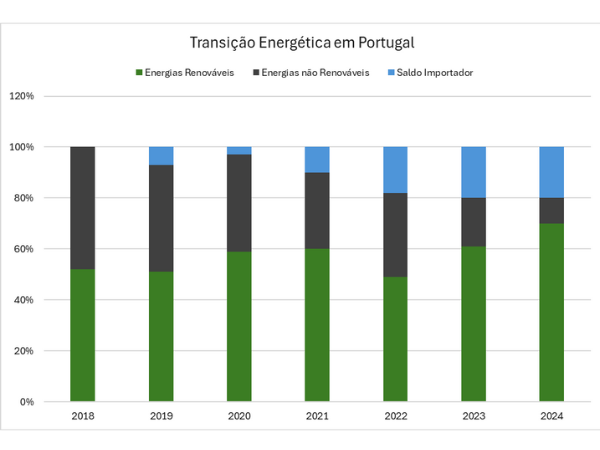 Transição Energética em Portugal
Energias Renováveis Energias não Renováveis Saldo Importador
120%
100%
80%
60%
40%
20%
0%
2018 2019 2020 2021 2022 2023 2024